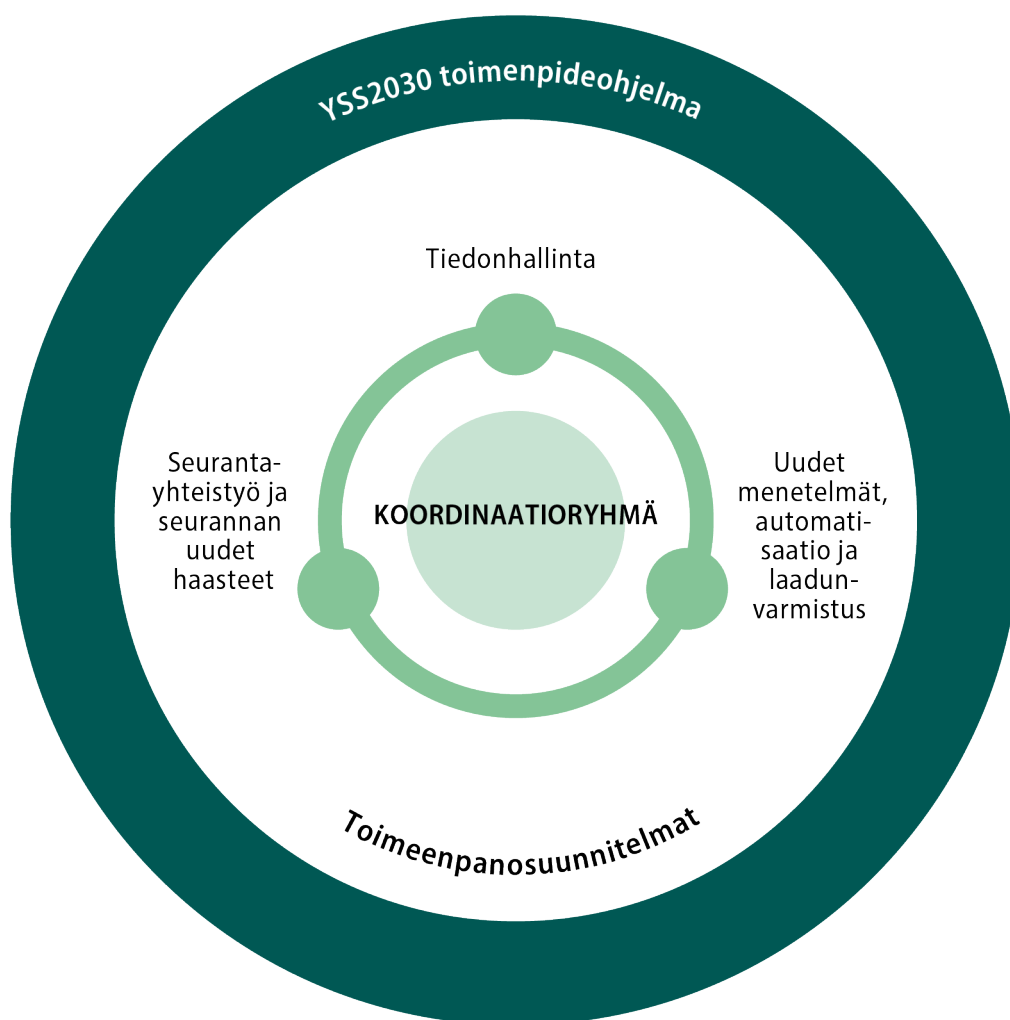 YSS2030 toimenpideohjelma
Tiedonhallinta
Seuranta-
yhteistyö ja
seurannan
uudet
haasteet
KOORDINAATIORYHMÄ
Uudet
menetelmät,
automati-
saatio ja
laadun-
varmistus
Toimeenpanosuunnitelmat